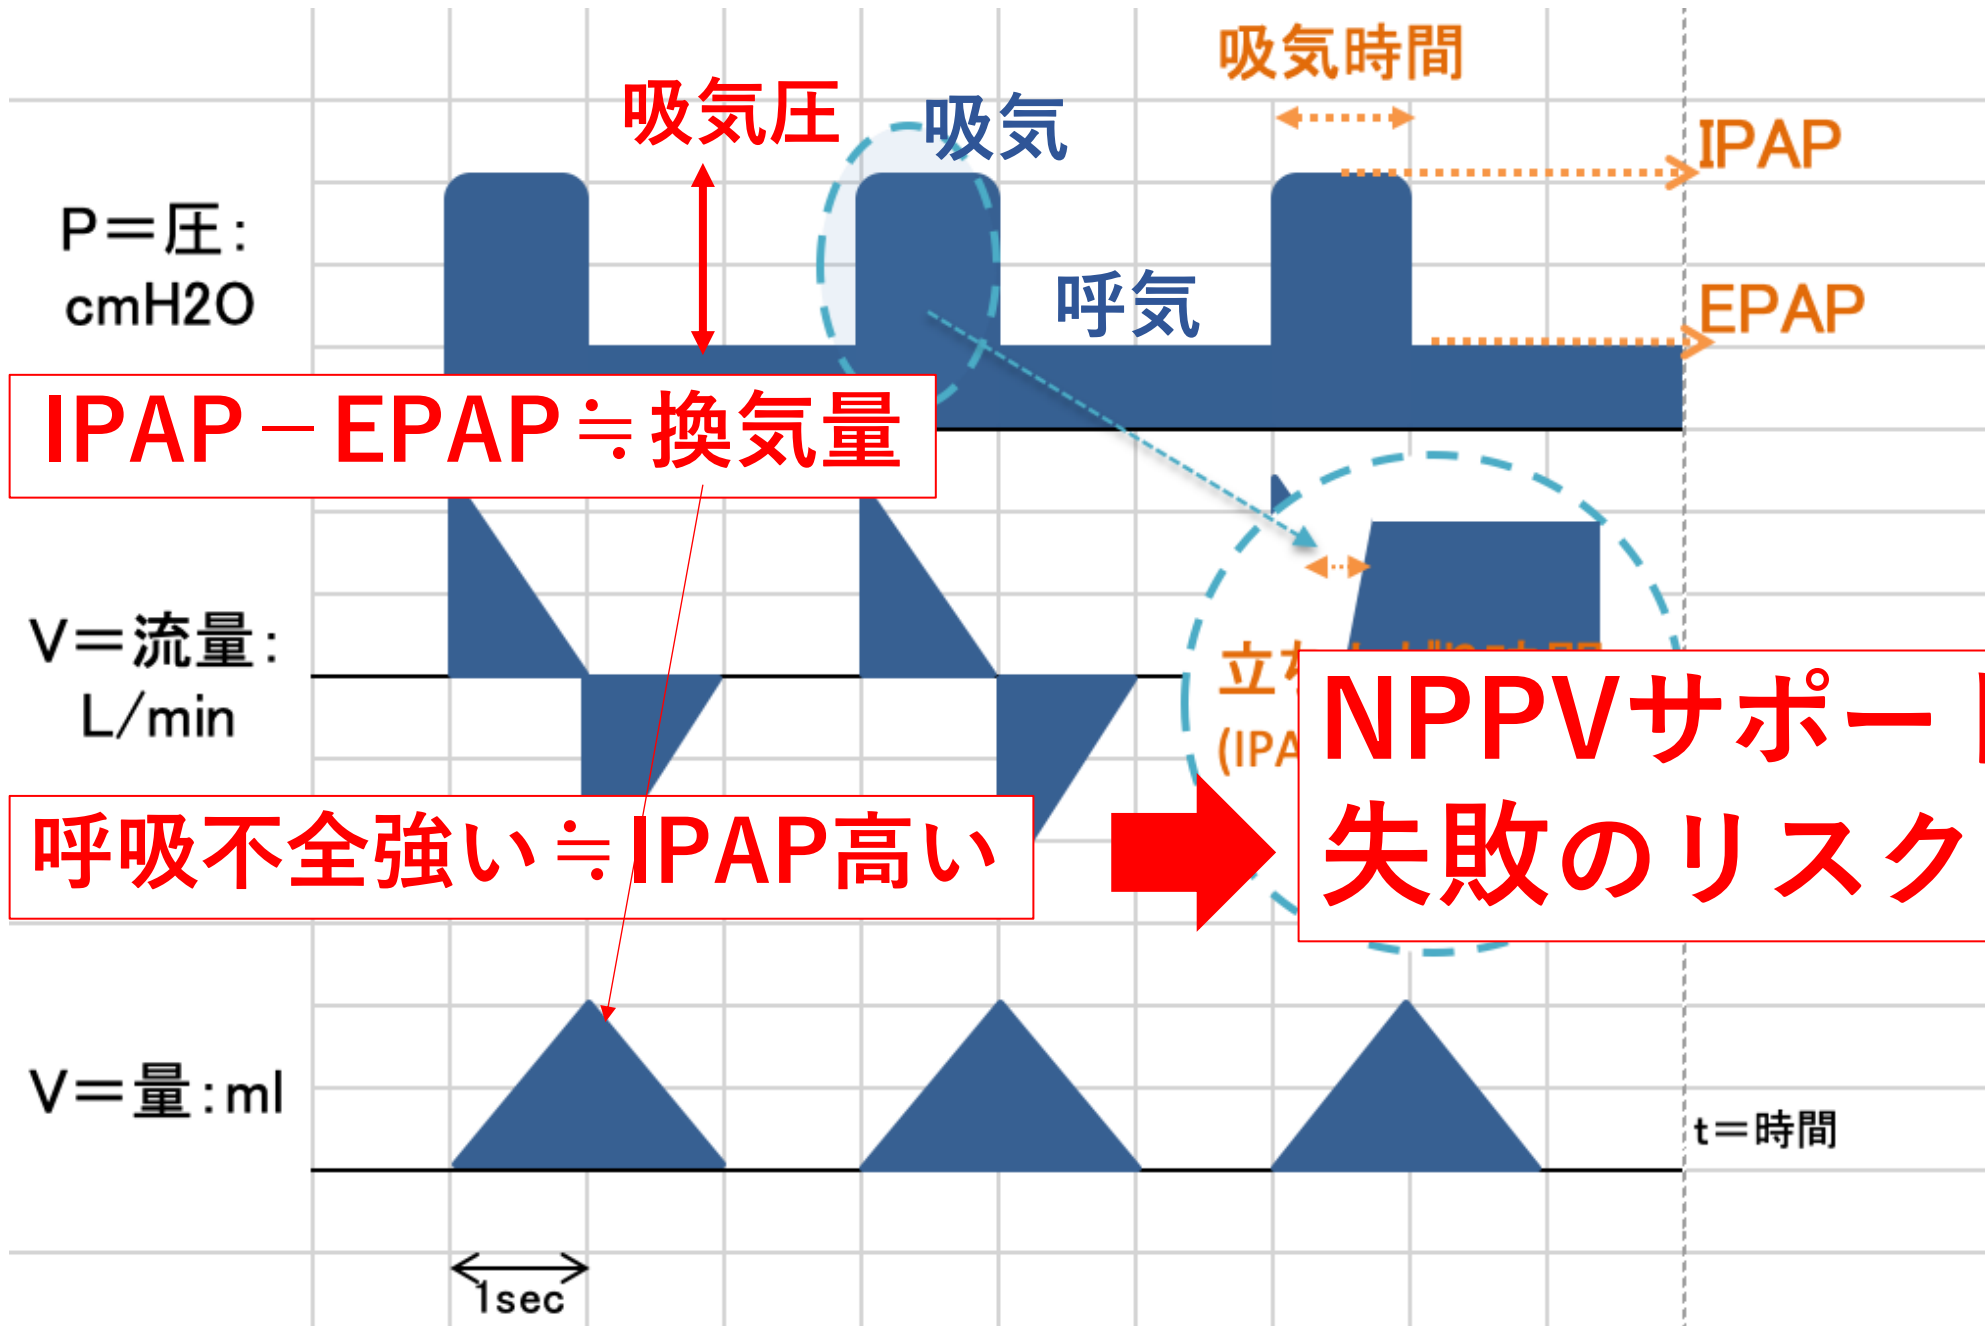 吸気時間
吸気圧
吸気
IPAP
P＝圧：
cmH2O
呼気
EPAP
IPAP－EPAP≒換気量
V＝流量：
L/min
立
(IPA
NPPVサポート
失敗のリスク
呼吸不全強い≒IPAP高い
V＝量：ml
t＝時間
1sec